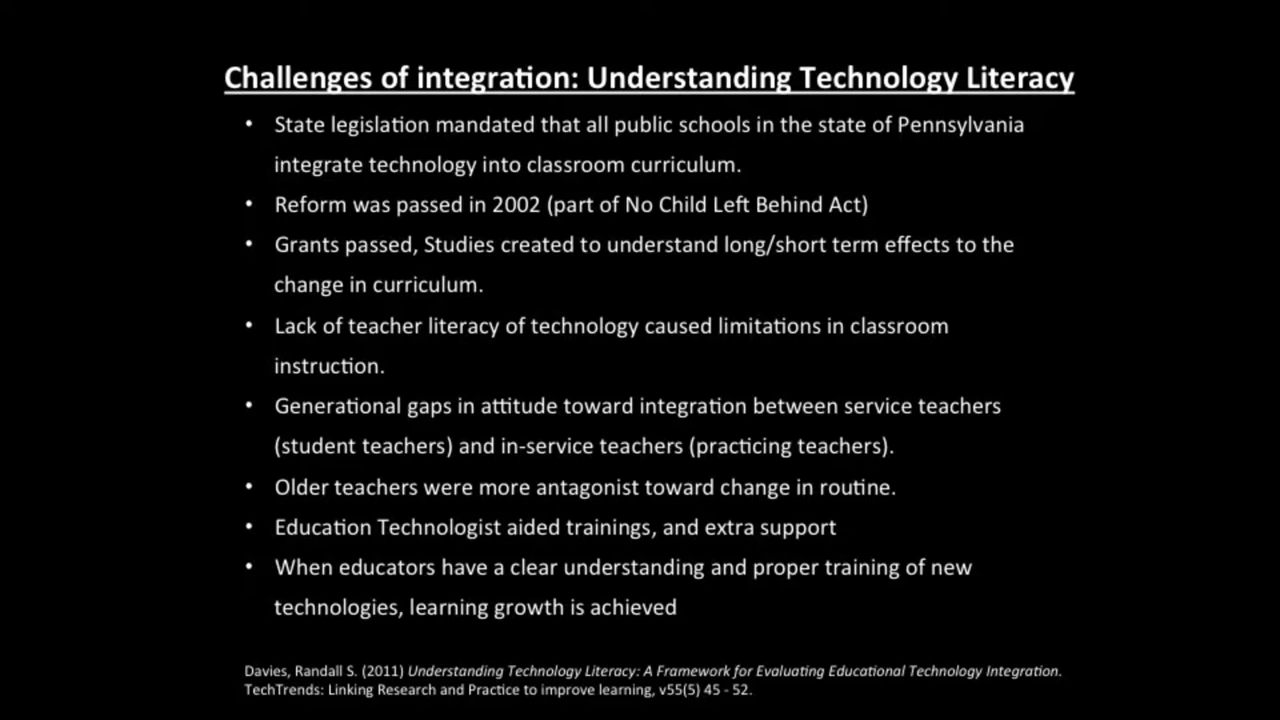 Challenges of integration: Understanding Technology Literacy
• State legislation mandated that all public schools in the state of Pennsylvania
integrate technology into classroom curriculum.
• Reform was passed in 2002 (part of No Child Left Behind Act)
• Grants passed, Studies created to understand long/short term effects to the
change in curriculum.
• Lack of teacher literacy of technology caused limitations in classroom
instruction.
• Generational gaps in attitude toward integration between service teachers
(student teachers) and in-service teachers (practicing teachers).
• Older teachers were more antagonist toward change in routine.
• Education Technologist aided trainings, and extra support
• When educators have a clear understanding and proper training of new
technologies, learning growth is achieved
Davies, Randall S. (2011) Understanding Technology Literacy: A Framework for Evaluating Educational Technology Integration.
TechTrends: Linking Research and Practice to improve learning, v55(5) 45 - 52.